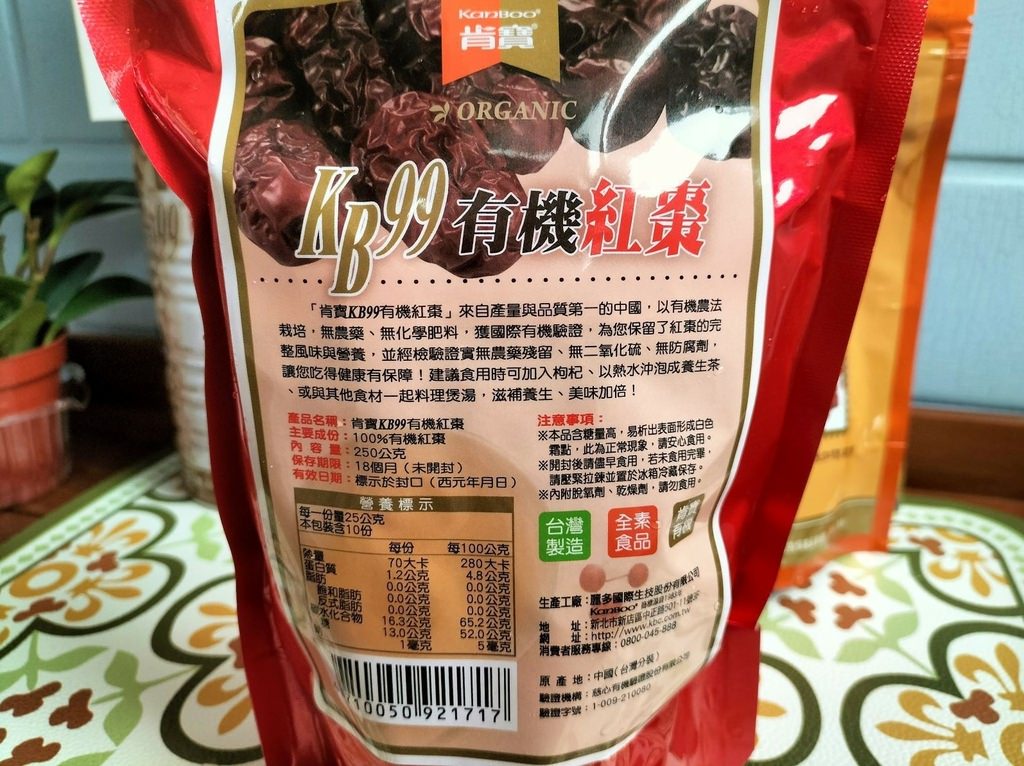 KanBoo®
肯寶
ORGANIC
KB99 有機紅棗
「肯寶KB99有機紅棗」來自產量與品質第一的中國，以有機農法
栽培，無農藥、無化學肥料，獲國際有機驗證，為您保留了紅棗的完
整風味與營養，並經檢驗證實無農藥殘留、無二氧化硫、無防腐劑，
讓您吃得健康有保障！建議食用時可加入枸杞、以熱水沖泡成養生茶
、或與其他食材一起料理煲湯，滋補養生、美味加倍！
產品名稱：肯寶KB99有機紅棗
主要成份：100%有機紅棗
內 容 量：250公克
保存期限：18個月（未開封）
有效日期：標示於封口（西元年月日）
注意事項：
※本品含糖量高，易析出表面形成白色
霜點，此為正常現象，請安心食用。
※開封後請儘早食用，若未食用完畢，
請壓緊拉鍊並置於冰箱冷藏保存。
※內附脫氧劑、乾燥劑，請勿食用。
營養標示
每一份量25公克
本包裝含10份
每份 每100公克
熱量 70大卡 280大卡
蛋白質 1.2公克 4.8公克
脂肪 0.0公克 0.0公克
飽和脂肪 0.0公克 0.0公克
反式脂肪 0.0公克 0.0公克
碳水化合物 16.3公克 65.2公克
13.0公克 52.0公克
1毫克 5毫克
台灣
製造
全素
食品
肯寶
有機
生產工廠：
國際生技股份有限公司
KanBoo®
地 址：新北市新店區中正路501-11號
網 址：http://www.kbc.com.tw
消費者服務專線：0800-045-888
原 產 地：中國（台灣分裝）
驗證機構：慈心有機驗證股份有限公司
驗證字號：1-009-210080
10050 921717